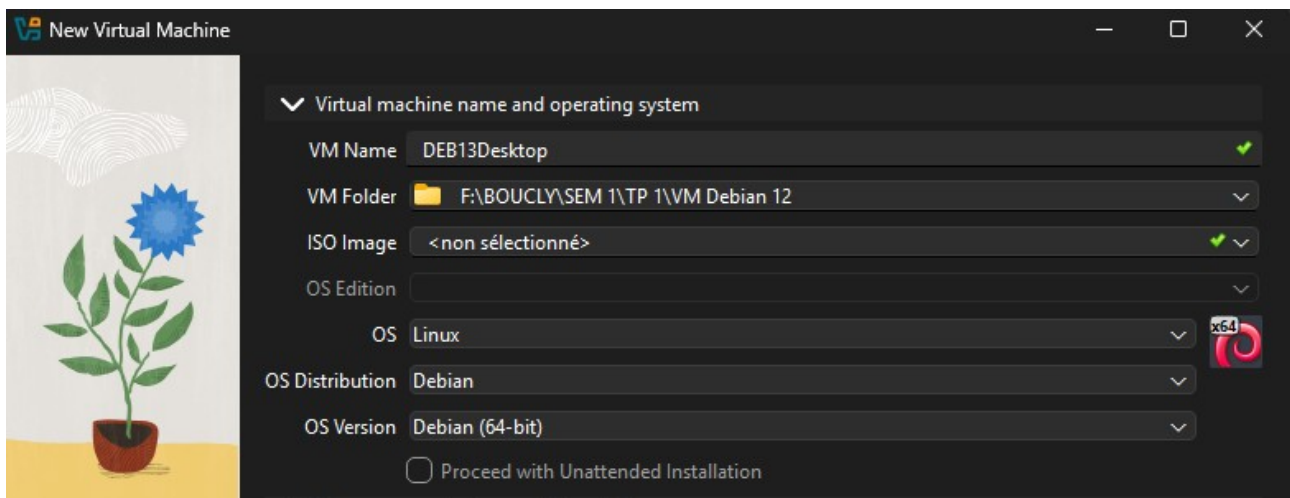 New Virtual Machine
Virtual machine name and operating system
VM Name DEB13Desktop
VM Folder F:\BOUCLY\SEM 1\TP 1\VM Debian 12
ISO Image <non sélectionné>
OS Edition
OS Linux
x64
OS Distribution Debian
OS Version Debian (64-bit)
Proceed with Unattended Installation